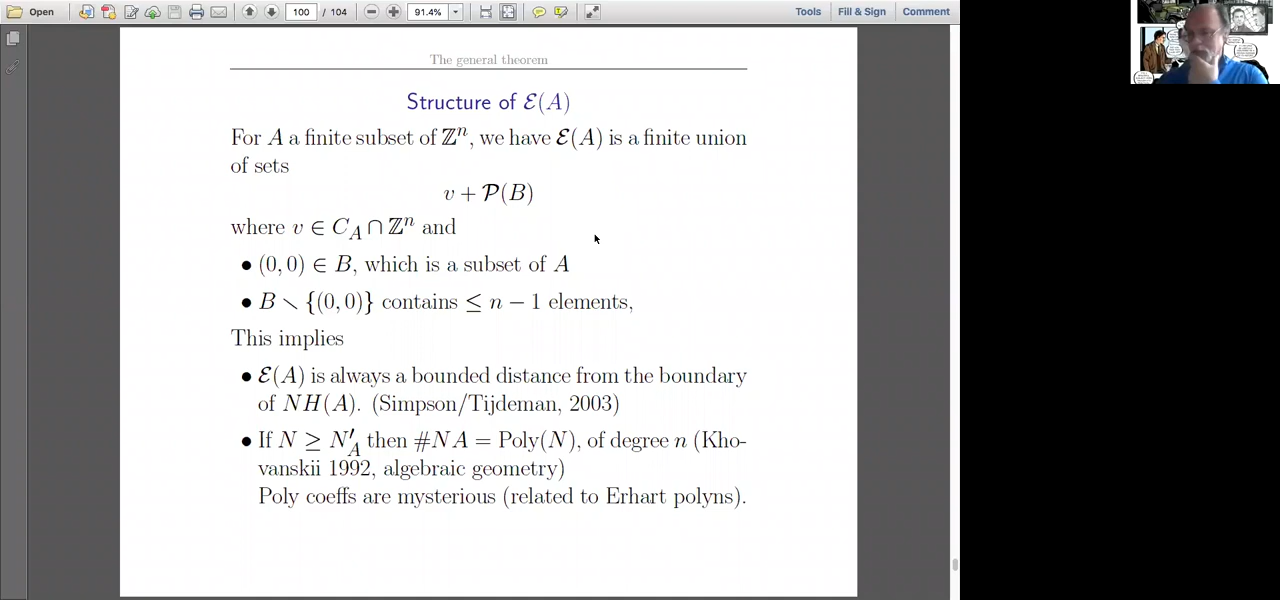 Open
100 / 104
91.4%
Tools
Fill & Sign
Comment
The general theorem
Structure of ℰ(A)
For A a finite subset of ℤⁿ, we have ℰ(A) is a finite union
of sets
v + 𝒫(B)
where v ∈ C_A ∩ ℤⁿ and
• (0, 0) ∈ B, which is a subset of A
• B ∖ {(0, 0)} contains ≤ n − 1 elements,
This implies
• ℰ(A) is always a bounded distance from the boundary
of NH(A). (Simpson/Tijdeman, 2003)
• If N ≥ N′_A then #NA = Poly(N), of degree n (Kho-
vanskii 1992, algebraic geometry)
Poly coeffs are mysterious (related to Erhart polyns).